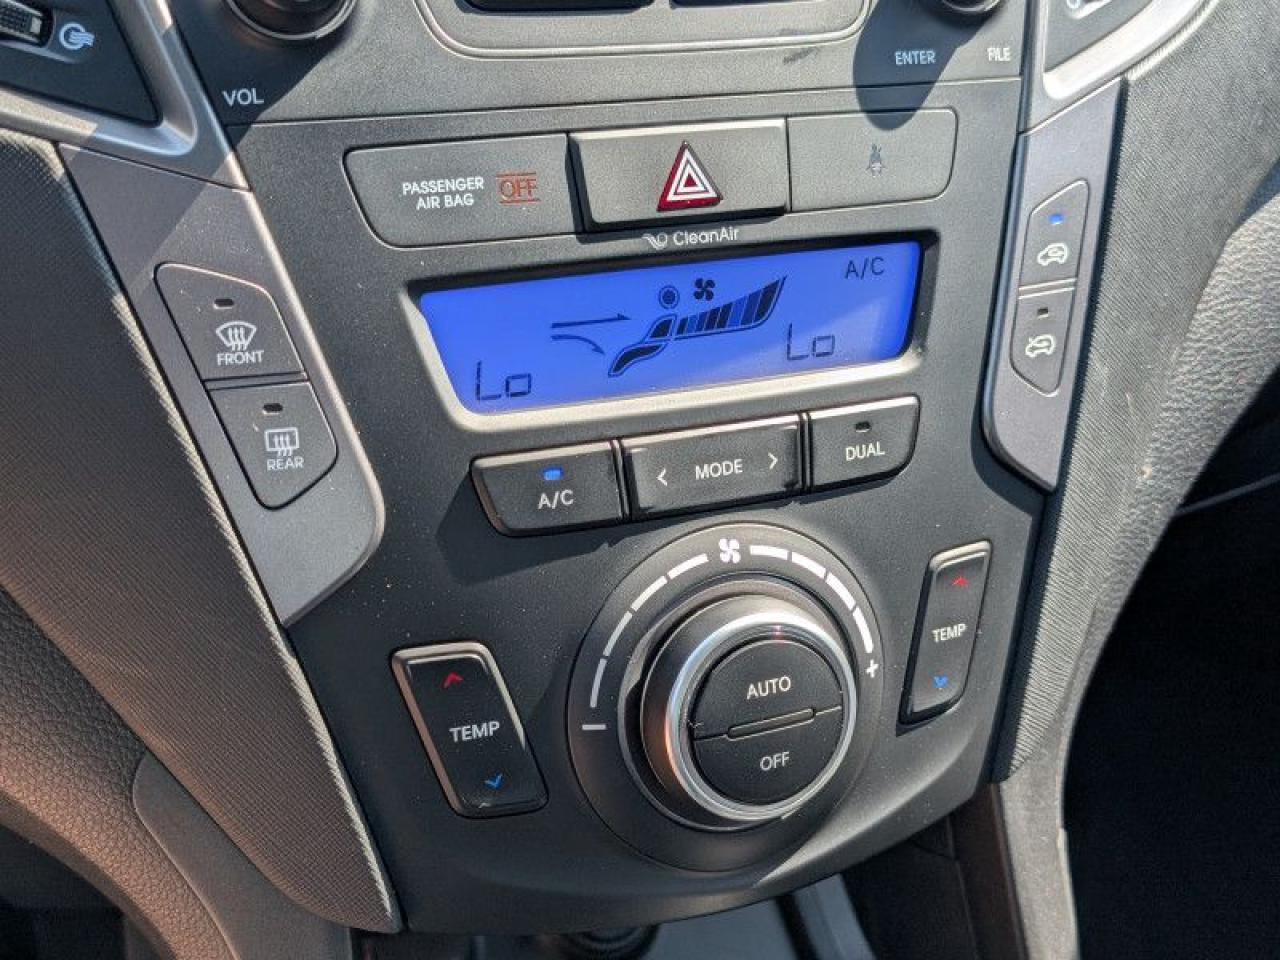 VOL
ENTER
FILE
PASSENGER
AIR BAG
OFF
CleanAir
A/C
Lo
Lo
FRONT
REAR
A/C
< MODE >
DUAL
TEMP
TEMP
+
−
AUTO
OFF